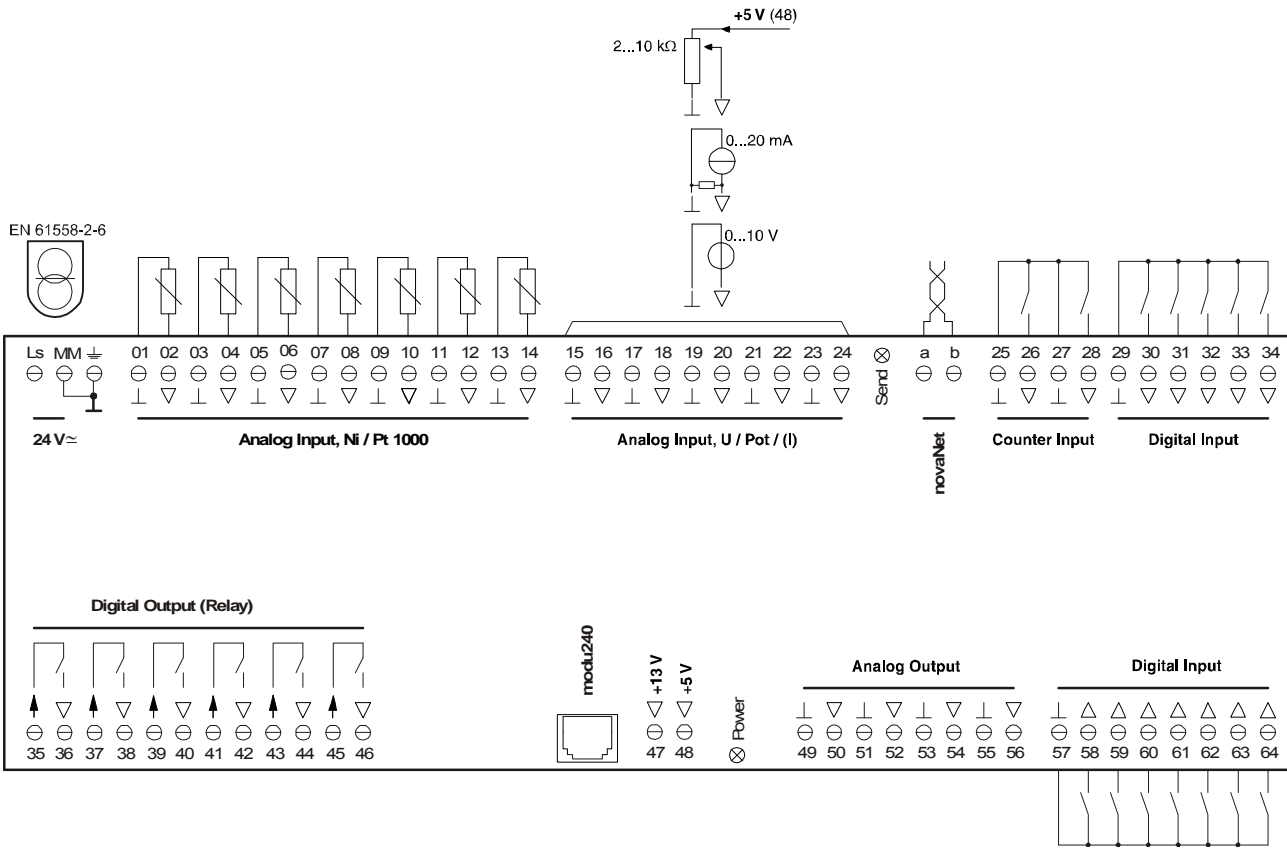 +5 V (48)
2...10 kΩ
0...20 mA
0...10 V
EN 61558-2-6
Ls MM 01 02 03 04 05 06 07 08 09 10 11 12 13 14 15 16 17 18 19 20 21 22 23 24 Send a b 25 26 27 28 29 30 31 32 33 34
24 V≃ Analog Input, Ni / Pt 1000 Analog Input, U / Pot / (I) novaNet Counter Input Digital Input
Digital Output (Relay)
modu240
+13 V
+5 V
Power
Analog Output Digital Input
35 36 37 38 39 40 41 42 43 44 45 46 47 48 49 50 51 52 53 54 55 56 57 58 59 60 61 62 63 64